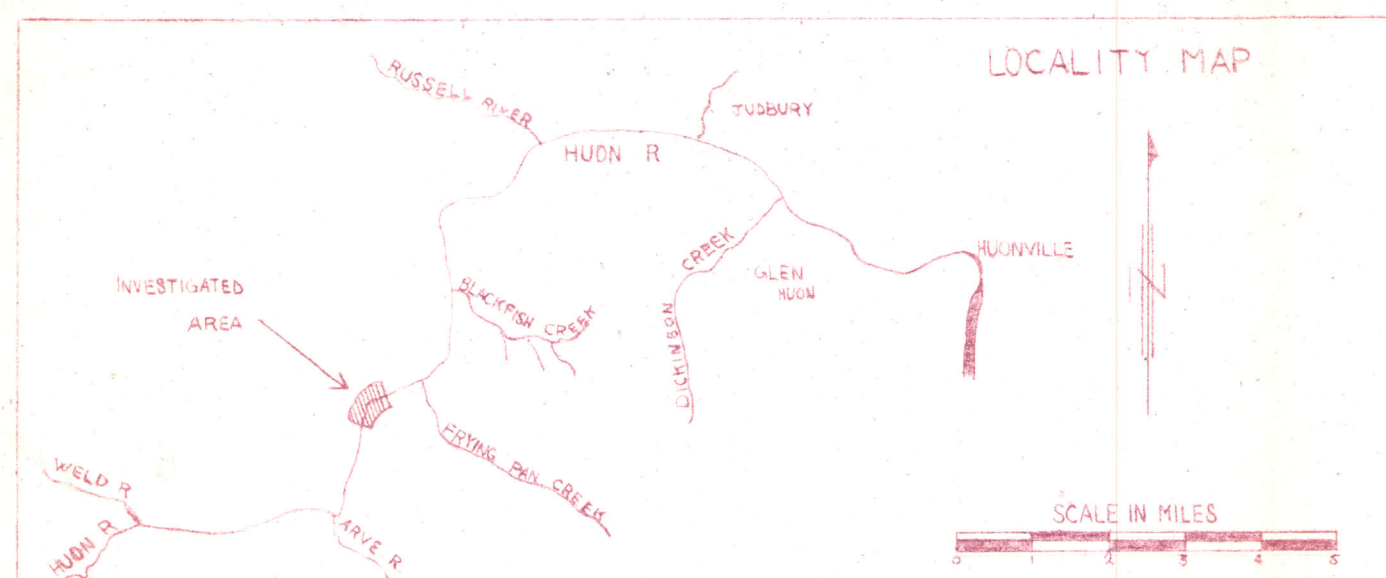 LOCALITY MAP
RUSSELL RIVER
JUDBURY
HUON R
CREEK
DICKINSON
GLEN
HUON
HUONVILLE
INVESTIGATED
AREA
BLACKFISH CREEK
N
FRYING PAN CREEK
WELD R
HUON R
ARVE R
SCALE IN MILES
0 1 2 3 4 5